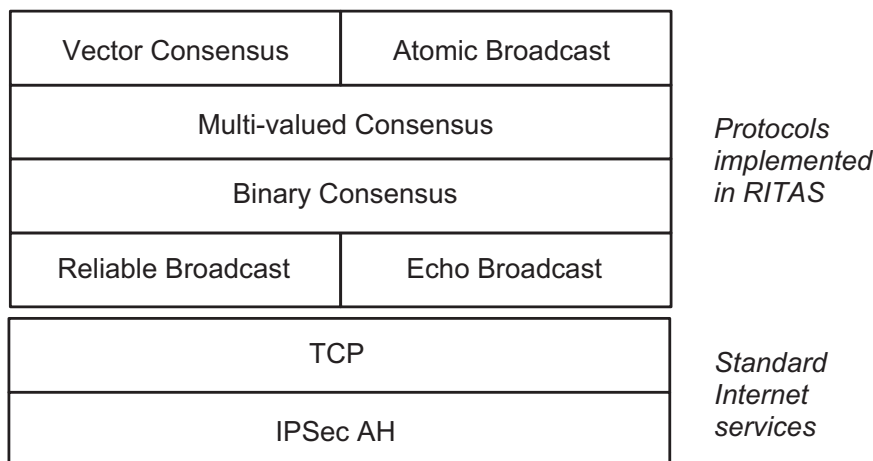 Vector Consensus
Atomic Broadcast
Multi-valued Consensus
Binary Consensus
Reliable Broadcast
Echo Broadcast
Protocols
implemented
in RITAS
TCP
IPSec AH
Standard
Internet
services